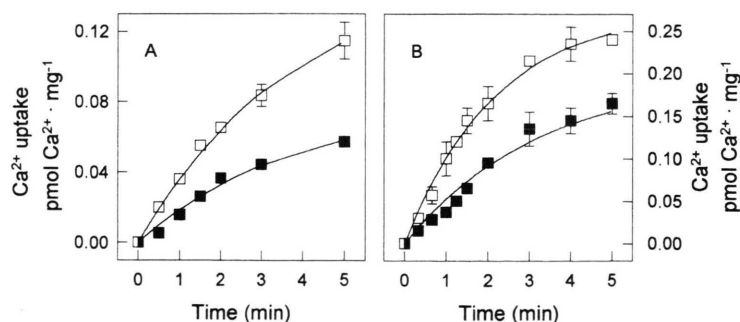 A
B
Ca²⁺ uptake
pmol Ca²⁺ · mg⁻¹
0.12
0.08
0.04
0.00
0 1 2 3 4 5
Time (min)
0 1 2 3 4 5
Time (min)
0.25
0.20
0.15
0.10
0.05
0.00
Ca²⁺ uptake
pmol Ca²⁺ · mg⁻¹